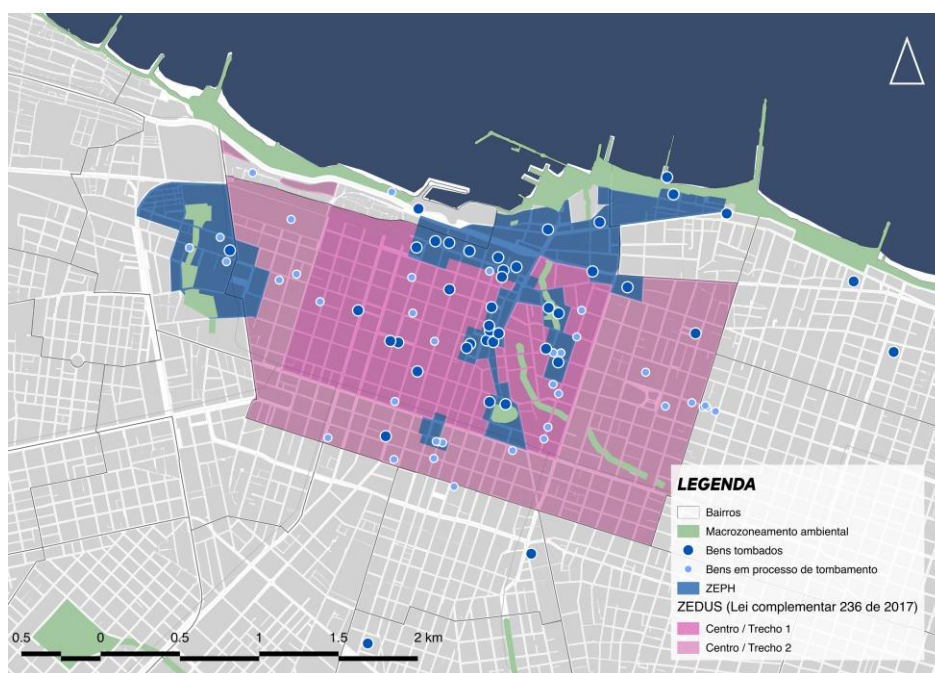 LEGENDA
Bairros
Macrozoneamento ambiental
Bens tombados
Bens em processo de tombamento
ZEPH
ZEDUS (Lei complementar 236 de 2017)
Centro / Trecho 1
Centro / Trecho 2
0.5 0 0.5 1 1.5 2 km